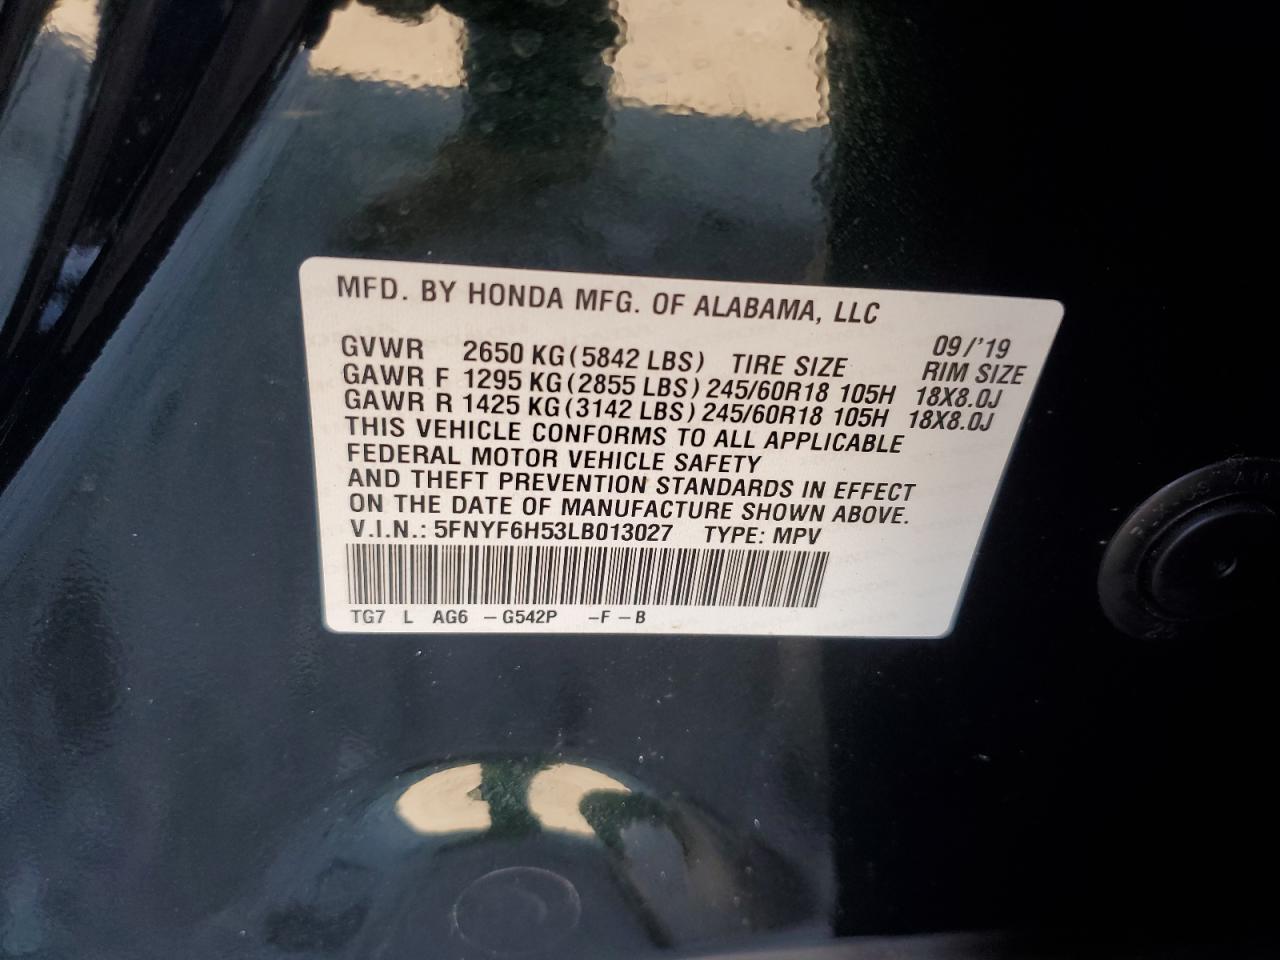 MFD. BY HONDA MFG. OF ALABAMA, LLC
09/'19
GVWR 2650 KG (5842 LBS) TIRE SIZE RIM SIZE
GAWR F 1295 KG (2855 LBS) 245/60R18 105H 18X8.0J
GAWR R 1425 KG (3142 LBS) 245/60R18 105H 18X8.0J
THIS VEHICLE CONFORMS TO ALL APPLICABLE
FEDERAL MOTOR VEHICLE SAFETY
AND THEFT PREVENTION STANDARDS IN EFFECT
ON THE DATE OF MANUFACTURE SHOWN ABOVE.
V.I.N.: 5FNYF6H53LB013027 TYPE: MPV
TG7 L AG6 – G542P –F – B